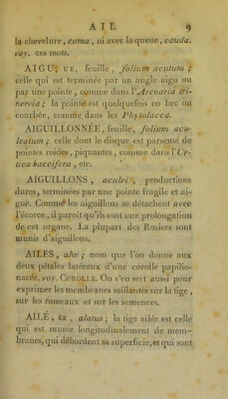 AIL 9
la chevelure, coma, ni avec la queue, cauda.
voy. ces mots.
AIGU, UE, feuille, folium acutum ;
celle qui est terminée par un angle aigu ou
par une pointe, comme dans l'Arenaria tri-
nervia ; la pointe est quelquefois en bec ou
courbée, comme dans les Phytolacca.
AIGUILLONNÉE, feuille, folium acu-
leatum ; celle dont le disque est parsemé de
pointes roides, piquantes, comme dans l'Ur-
tica baccifera, etc.
AIGUILLONS, aculei, productions
dures, terminées par une pointe fragile et ai-
guë. Comme les aiguillons se détachent avec
l'écorce, il paroît qu'ils sont une prolongation
de cet organe. La plupart des Rosiers sont
munis d'aiguillons.
AILES, alæ ; nom que l'on donne aux
deux pétales latéraux d'une corolle papilio-
nacée, voy. COROLLE. On s'en sert aussi pour
exprimer les membranes saillantes sur la tige,
sur les rameaux et sur les semences.
AILÉ, ÉE, alatus ; la tige ailée est celle
qui est munie longitudinalement de mem-
branes, qui débordent sa superficie, et qui sont